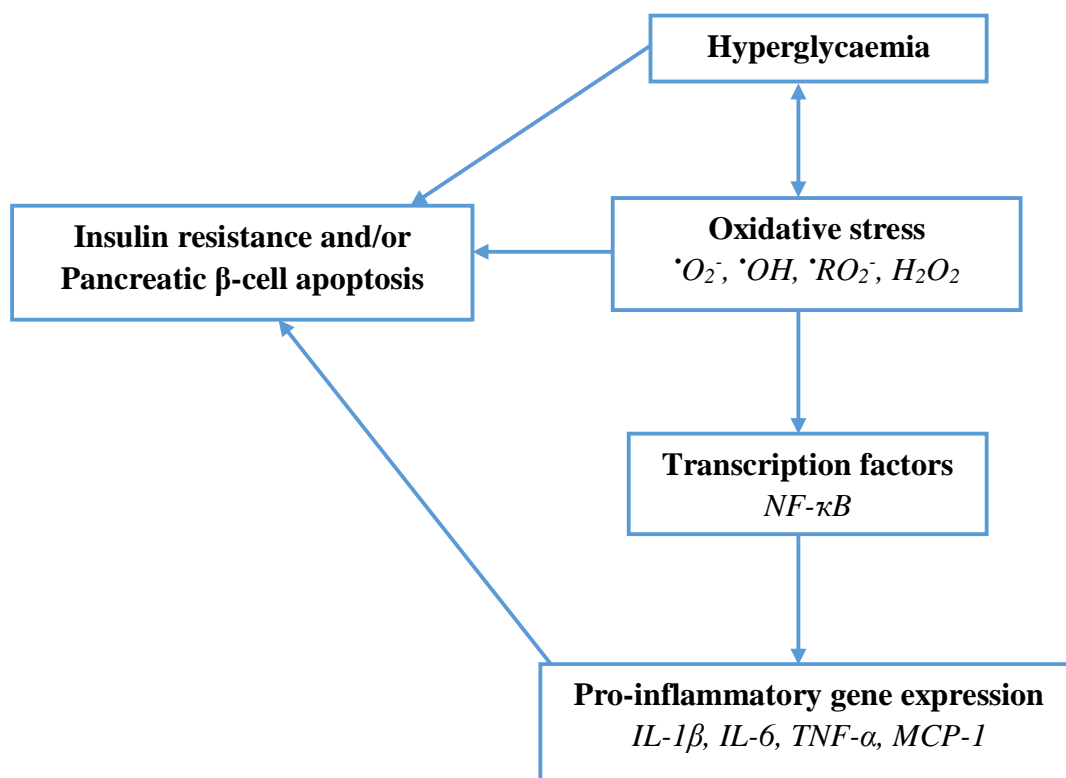 Hyperglycaemia
Insulin resistance and/or
Pancreatic β-cell apoptosis
Oxidative stress
•O₂⁻, •OH, •RO₂⁻, H₂O₂
Transcription factors
NF-κB
Pro-inflammatory gene expression
IL-1β, IL-6, TNF-α, MCP-1